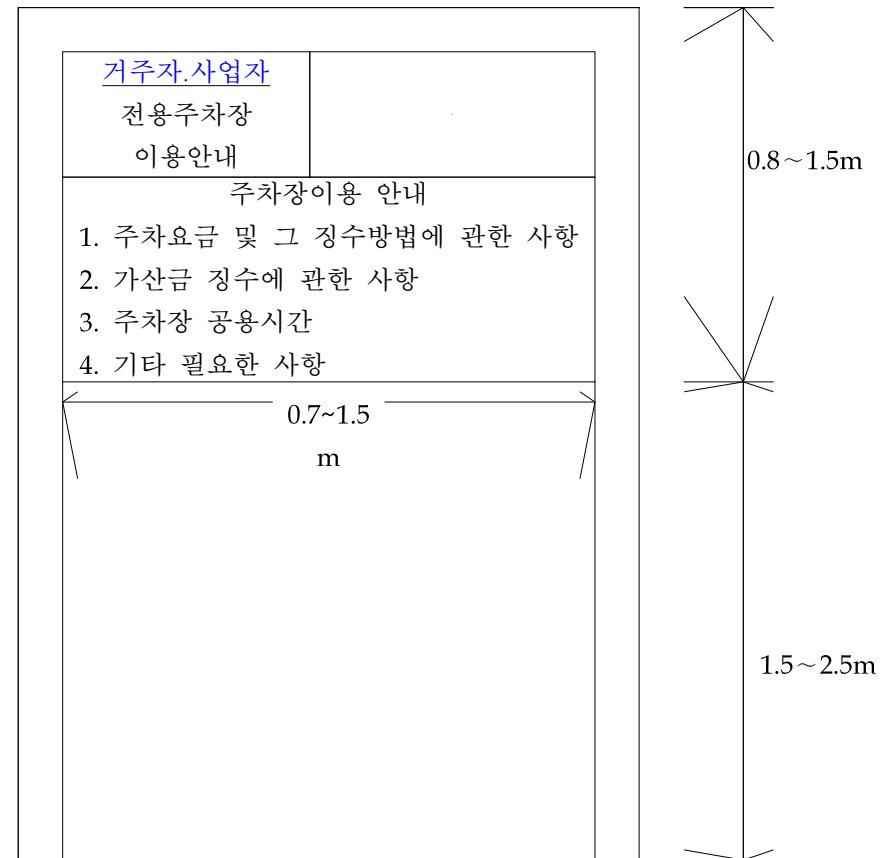 거주자.사업자
전용주차장
이용안내
주차장이용 안내
1. 주차요금 및 그 징수방법에 관한 사항
2. 가산금 징수에 관한 사항
3. 주차장 공용시간
4. 기타 필요한 사항
0.7~1.5
m
0.8～1.5m
1.5～2.5m